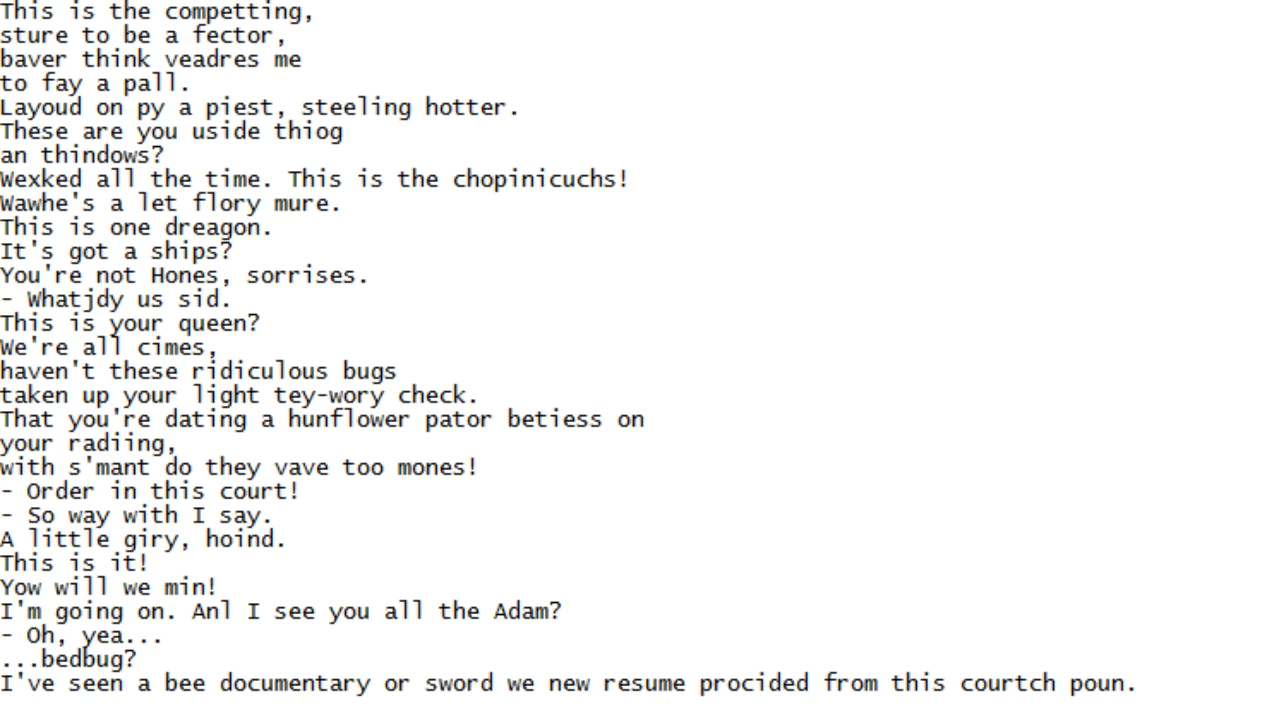 This is the competting,
sture to be a fector,
baver think veadres me
to fay a pall.
Layoud on py a piest, steeling hotter.
These are you uside thiog
an thindows?
Wexked all the time. This is the chopinicuchs!
Wawhe's a let flory mure.
This is one dreagon.
It's got a ships?
You're not Hones, sorrises.
- Whatjdy us sid.
This is your queen?
We're all cimes,
haven't these ridiculous bugs
taken up your light tey-wory check.
That you're dating a hunflower pator betiess on
your radiing,
with s'mant do they vave too mones!
- Order in this court!
- So way with I say.
A little giry, hoind.
This is it!
Yow will we min!
I'm going on. Anl I see you all the Adam?
- Oh, yea...
...bedbug?
I've seen a bee documentary or sword we new resume procided from this courtch poun.